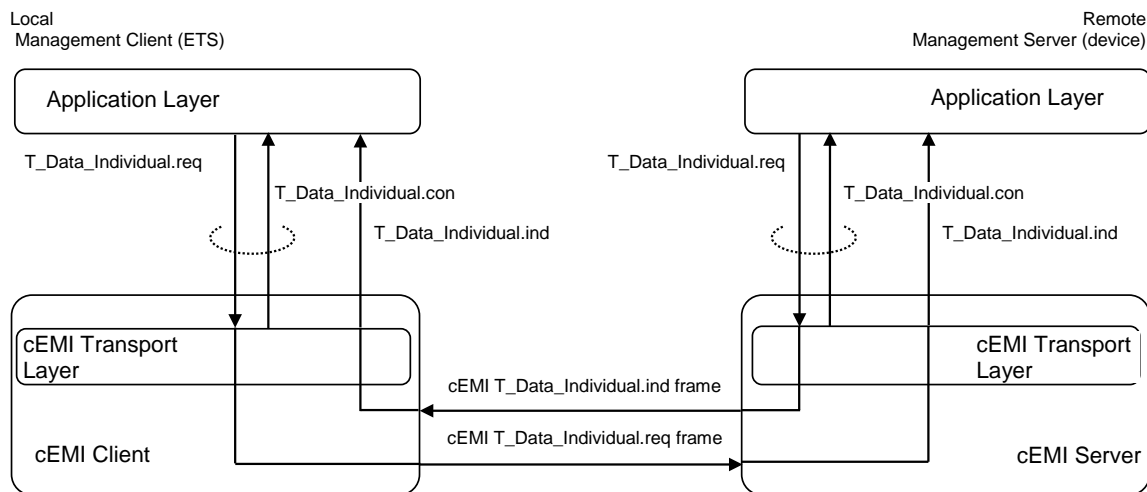 Local
Management Client (ETS)
Remote
Management Server (device)
Application Layer
Application Layer
T_Data_Individual.req
T_Data_Individual.req
T_Data_Individual.con
T_Data_Individual.con
T_Data_Individual.ind
T_Data_Individual.ind
cEMI Transport
Layer
cEMI Transport
Layer
cEMI T_Data_Individual.ind frame
cEMI T_Data_Individual.req frame
cEMI Client
cEMI Server